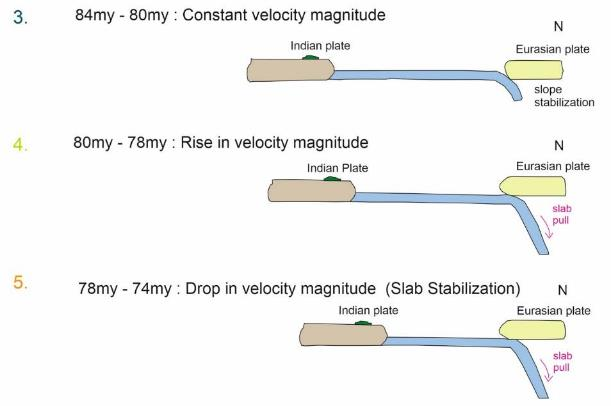 3. 84my - 80my : Constant velocity magnitude
N
Indian plate
Eurasian plate
slope
stabilization
4. 80my - 78my : Rise in velocity magnitude
N
Indian Plate
Eurasian plate
slab
pull
5. 78my - 74my : Drop in velocity magnitude (Slab Stabilization)
N
Indian plate
Eurasian plate
slab
pull